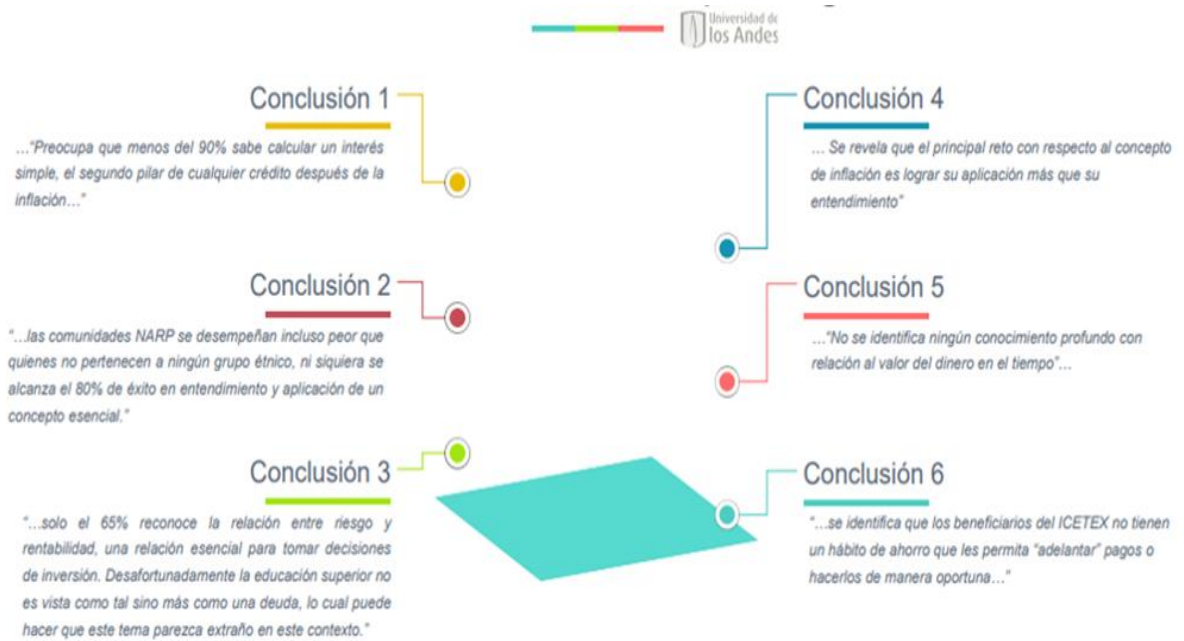 Universidad de
los Andes
Conclusión 1
…"Preocupa que menos del 90% sabe calcular un interés
simple, el segundo pilar de cualquier crédito después de la
inflación…"
Conclusión 2
"…las comunidades NARP se desempeñan incluso peor que
quienes no pertenecen a ningún grupo étnico, ni siquiera se
alcanza el 80% de éxito en entendimiento y aplicación de un
concepto esencial."
Conclusión 3
"…solo el 65% reconoce la relación entre riesgo y
rentabilidad, una relación esencial para tomar decisiones
de inversión. Desafortunadamente la educación superior no
es vista como tal sino más como una deuda, lo cual puede
hacer que este tema parezca extraño en este contexto."
Conclusión 4
… Se revela que el principal reto con respecto al concepto
de inflación es lograr su aplicación más que su
entendimiento"
Conclusión 5
…"No se identifica ningún conocimiento profundo con
relación al valor del dinero en el tiempo"…
Conclusión 6
"…se identifica que los beneficiarios del ICETEX no tienen
un hábito de ahorro que les permita "adelantar" pagos o
hacerlos de manera oportuna…"